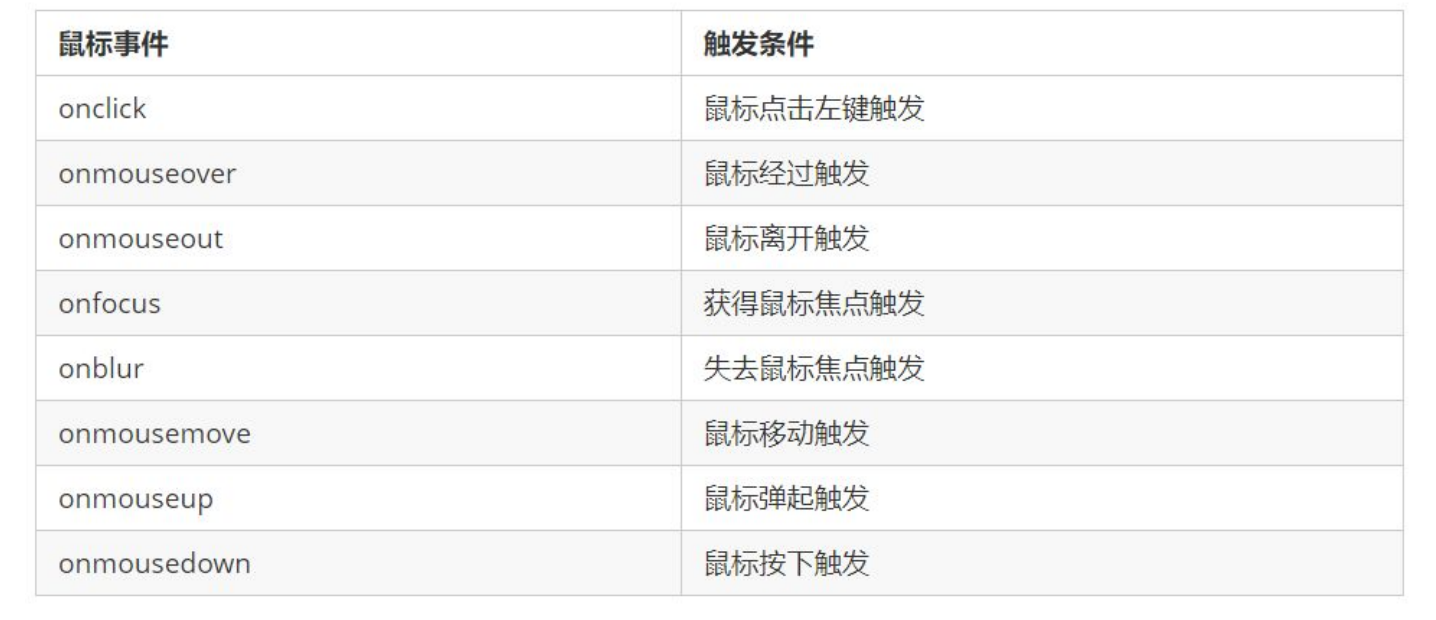 鼠标事件 触发条件
onclick 鼠标点击左键触发
onmouseover 鼠标经过触发
onmouseout 鼠标离开触发
onfocus 获得鼠标焦点触发
onblur 失去鼠标焦点触发
onmousemove 鼠标移动触发
onmouseup 鼠标弹起触发
onmousedown 鼠标按下触发